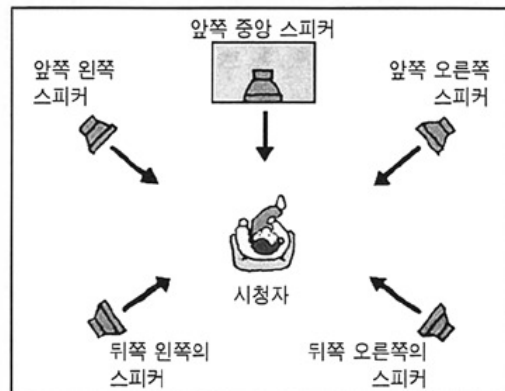 앞쪽 중앙 스피커
앞쪽 왼쪽
스피커
앞쪽 오른쪽
스피커
시청자
뒤쪽 왼쪽의
스피커
뒤쪽 오른쪽의
스피커